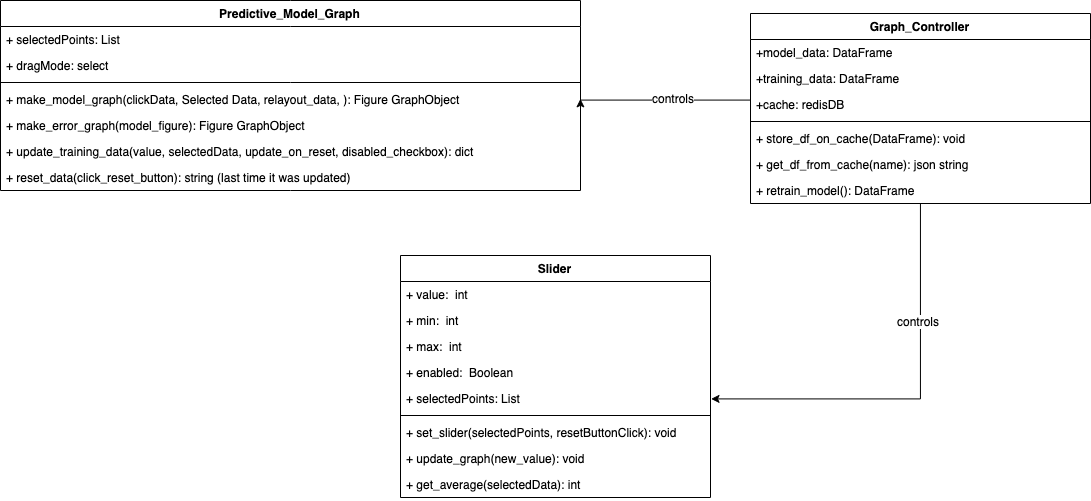 Predictive_Model_Graph
+ selectedPoints: List
+ dragMode: select
+ make_model_graph(clickData, Selected Data, relayout_data, ): Figure GraphObject
+ make_error_graph(model_figure): Figure GraphObject
+ update_training_data(value, selectedData, update_on_reset, disabled_checkbox): dict
+ reset_data(click_reset_button): string (last time it was updated)
controls
Graph_Controller
+model_data: DataFrame
+training_data: DataFrame
+cache: redisDB
+ store_df_on_cache(DataFrame): void
+ get_df_from_cache(name): json string
+ retrain_model(): DataFrame
controls
Slider
+ value:  int
+ min:  int
+ max:  int
+ enabled:  Boolean
+ selectedPoints: List
+ set_slider(selectedPoints, resetButtonClick): void
+ update_graph(new_value): void
+ get_average(selectedData): int